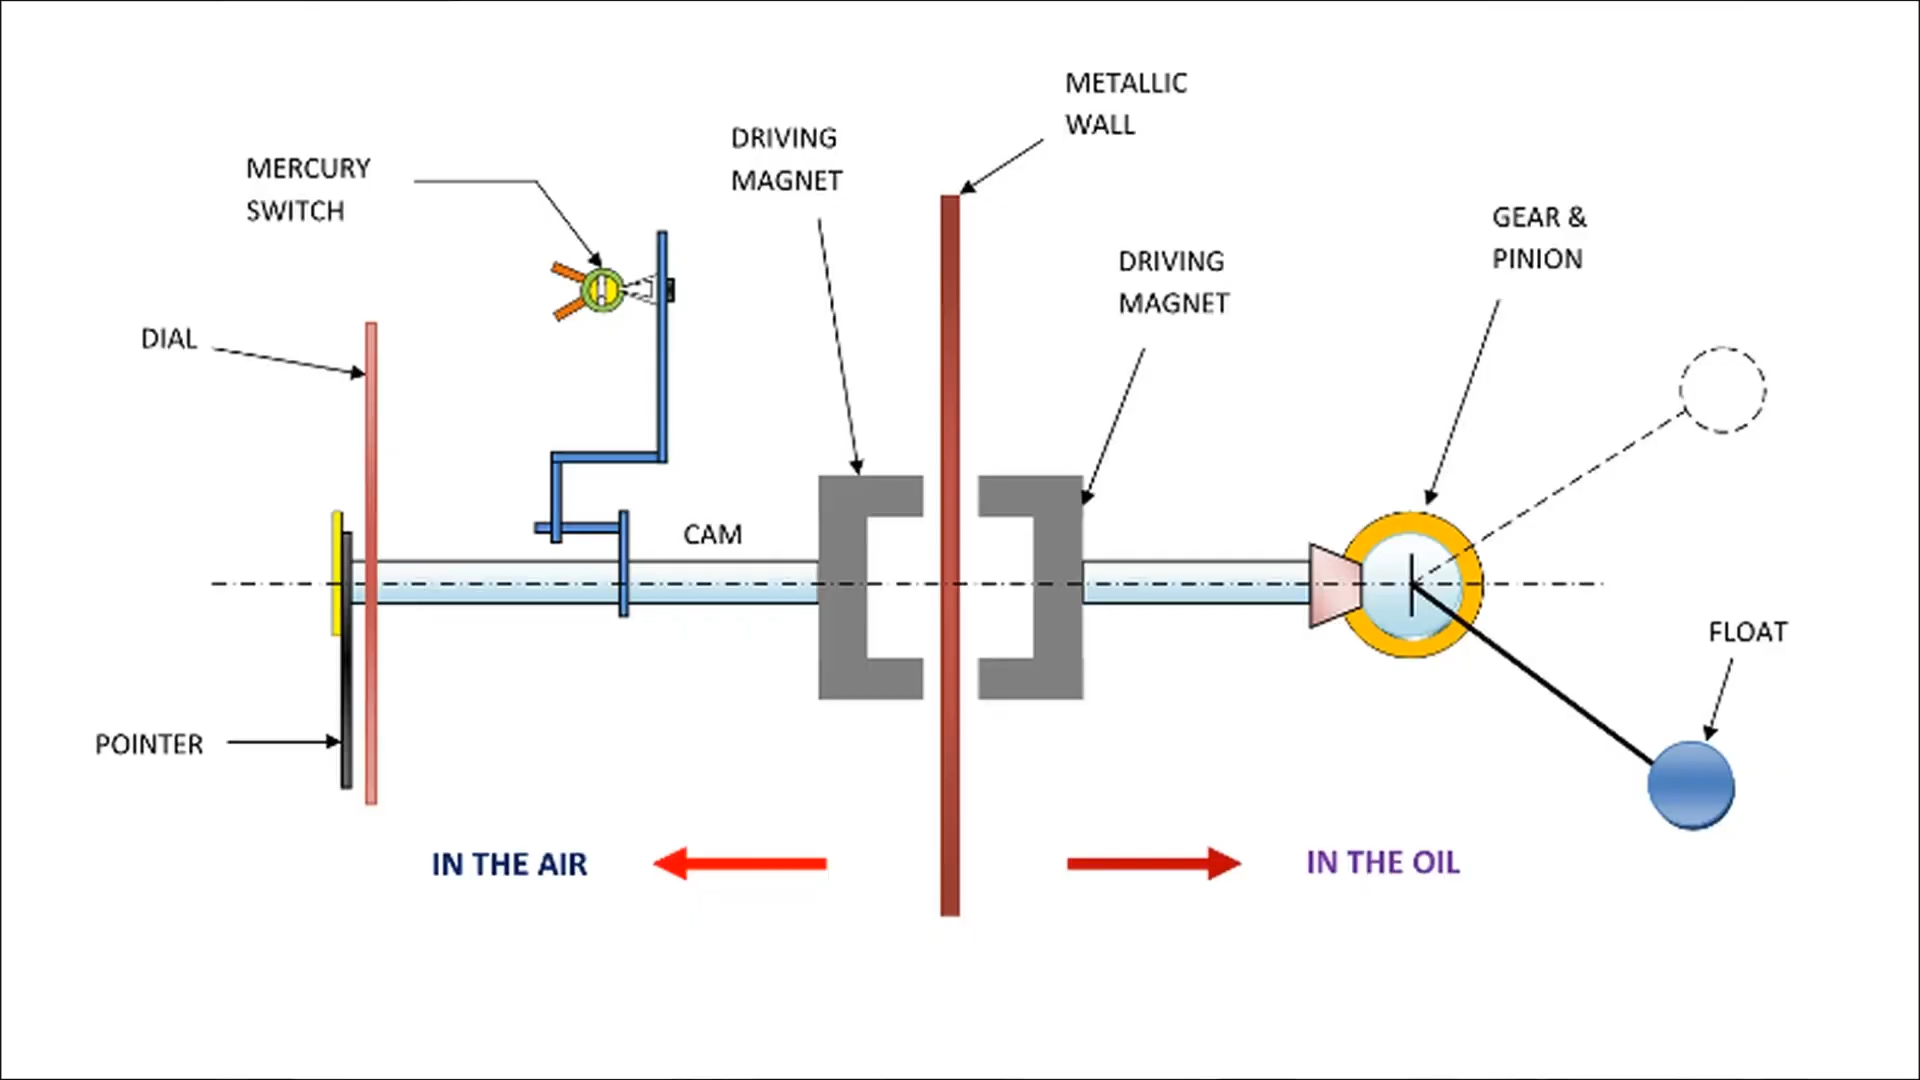 METALLIC
WALL
DRIVING
MAGNET
MERCURY
SWITCH
GEAR &
PINION
DRIVING
MAGNET
DIAL
CAM
FLOAT
POINTER
IN THE AIR
IN THE OIL